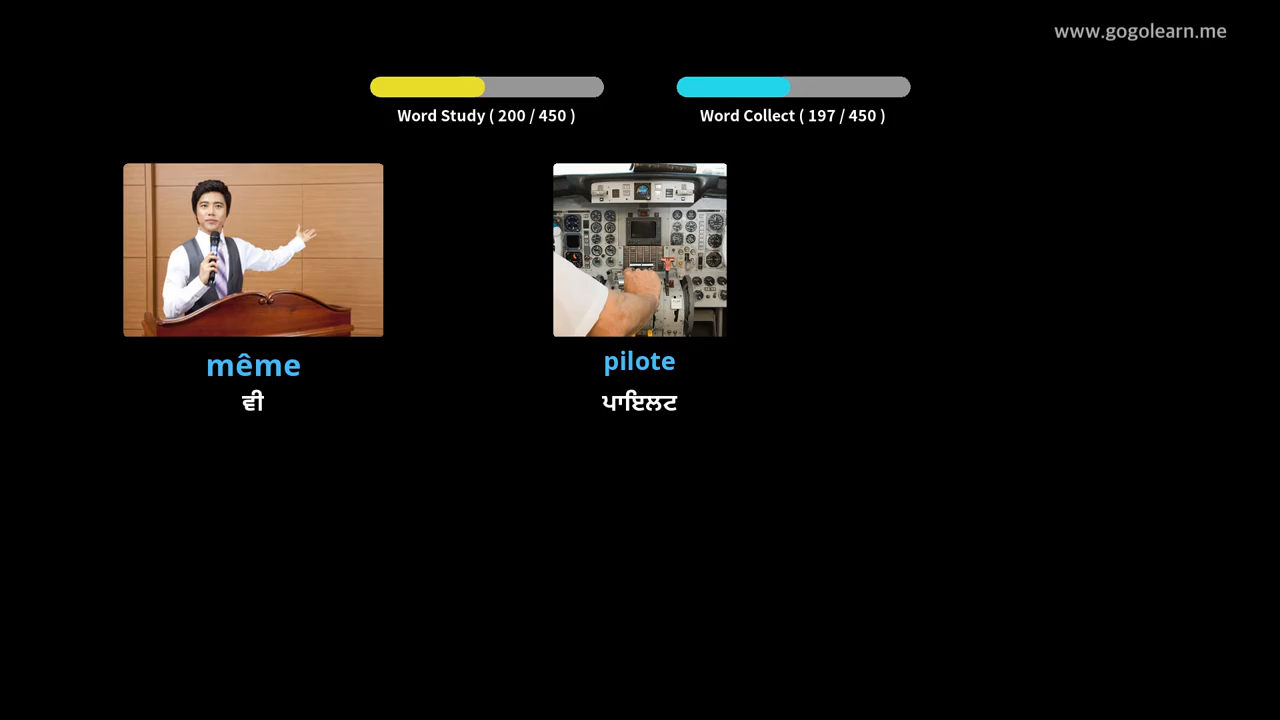 www.gogolearn.me
Word Study ( 200 / 450 )
Word Collect ( 197 / 450 )
même
ਵੀ
pilote
ਪਾਇਲਟ